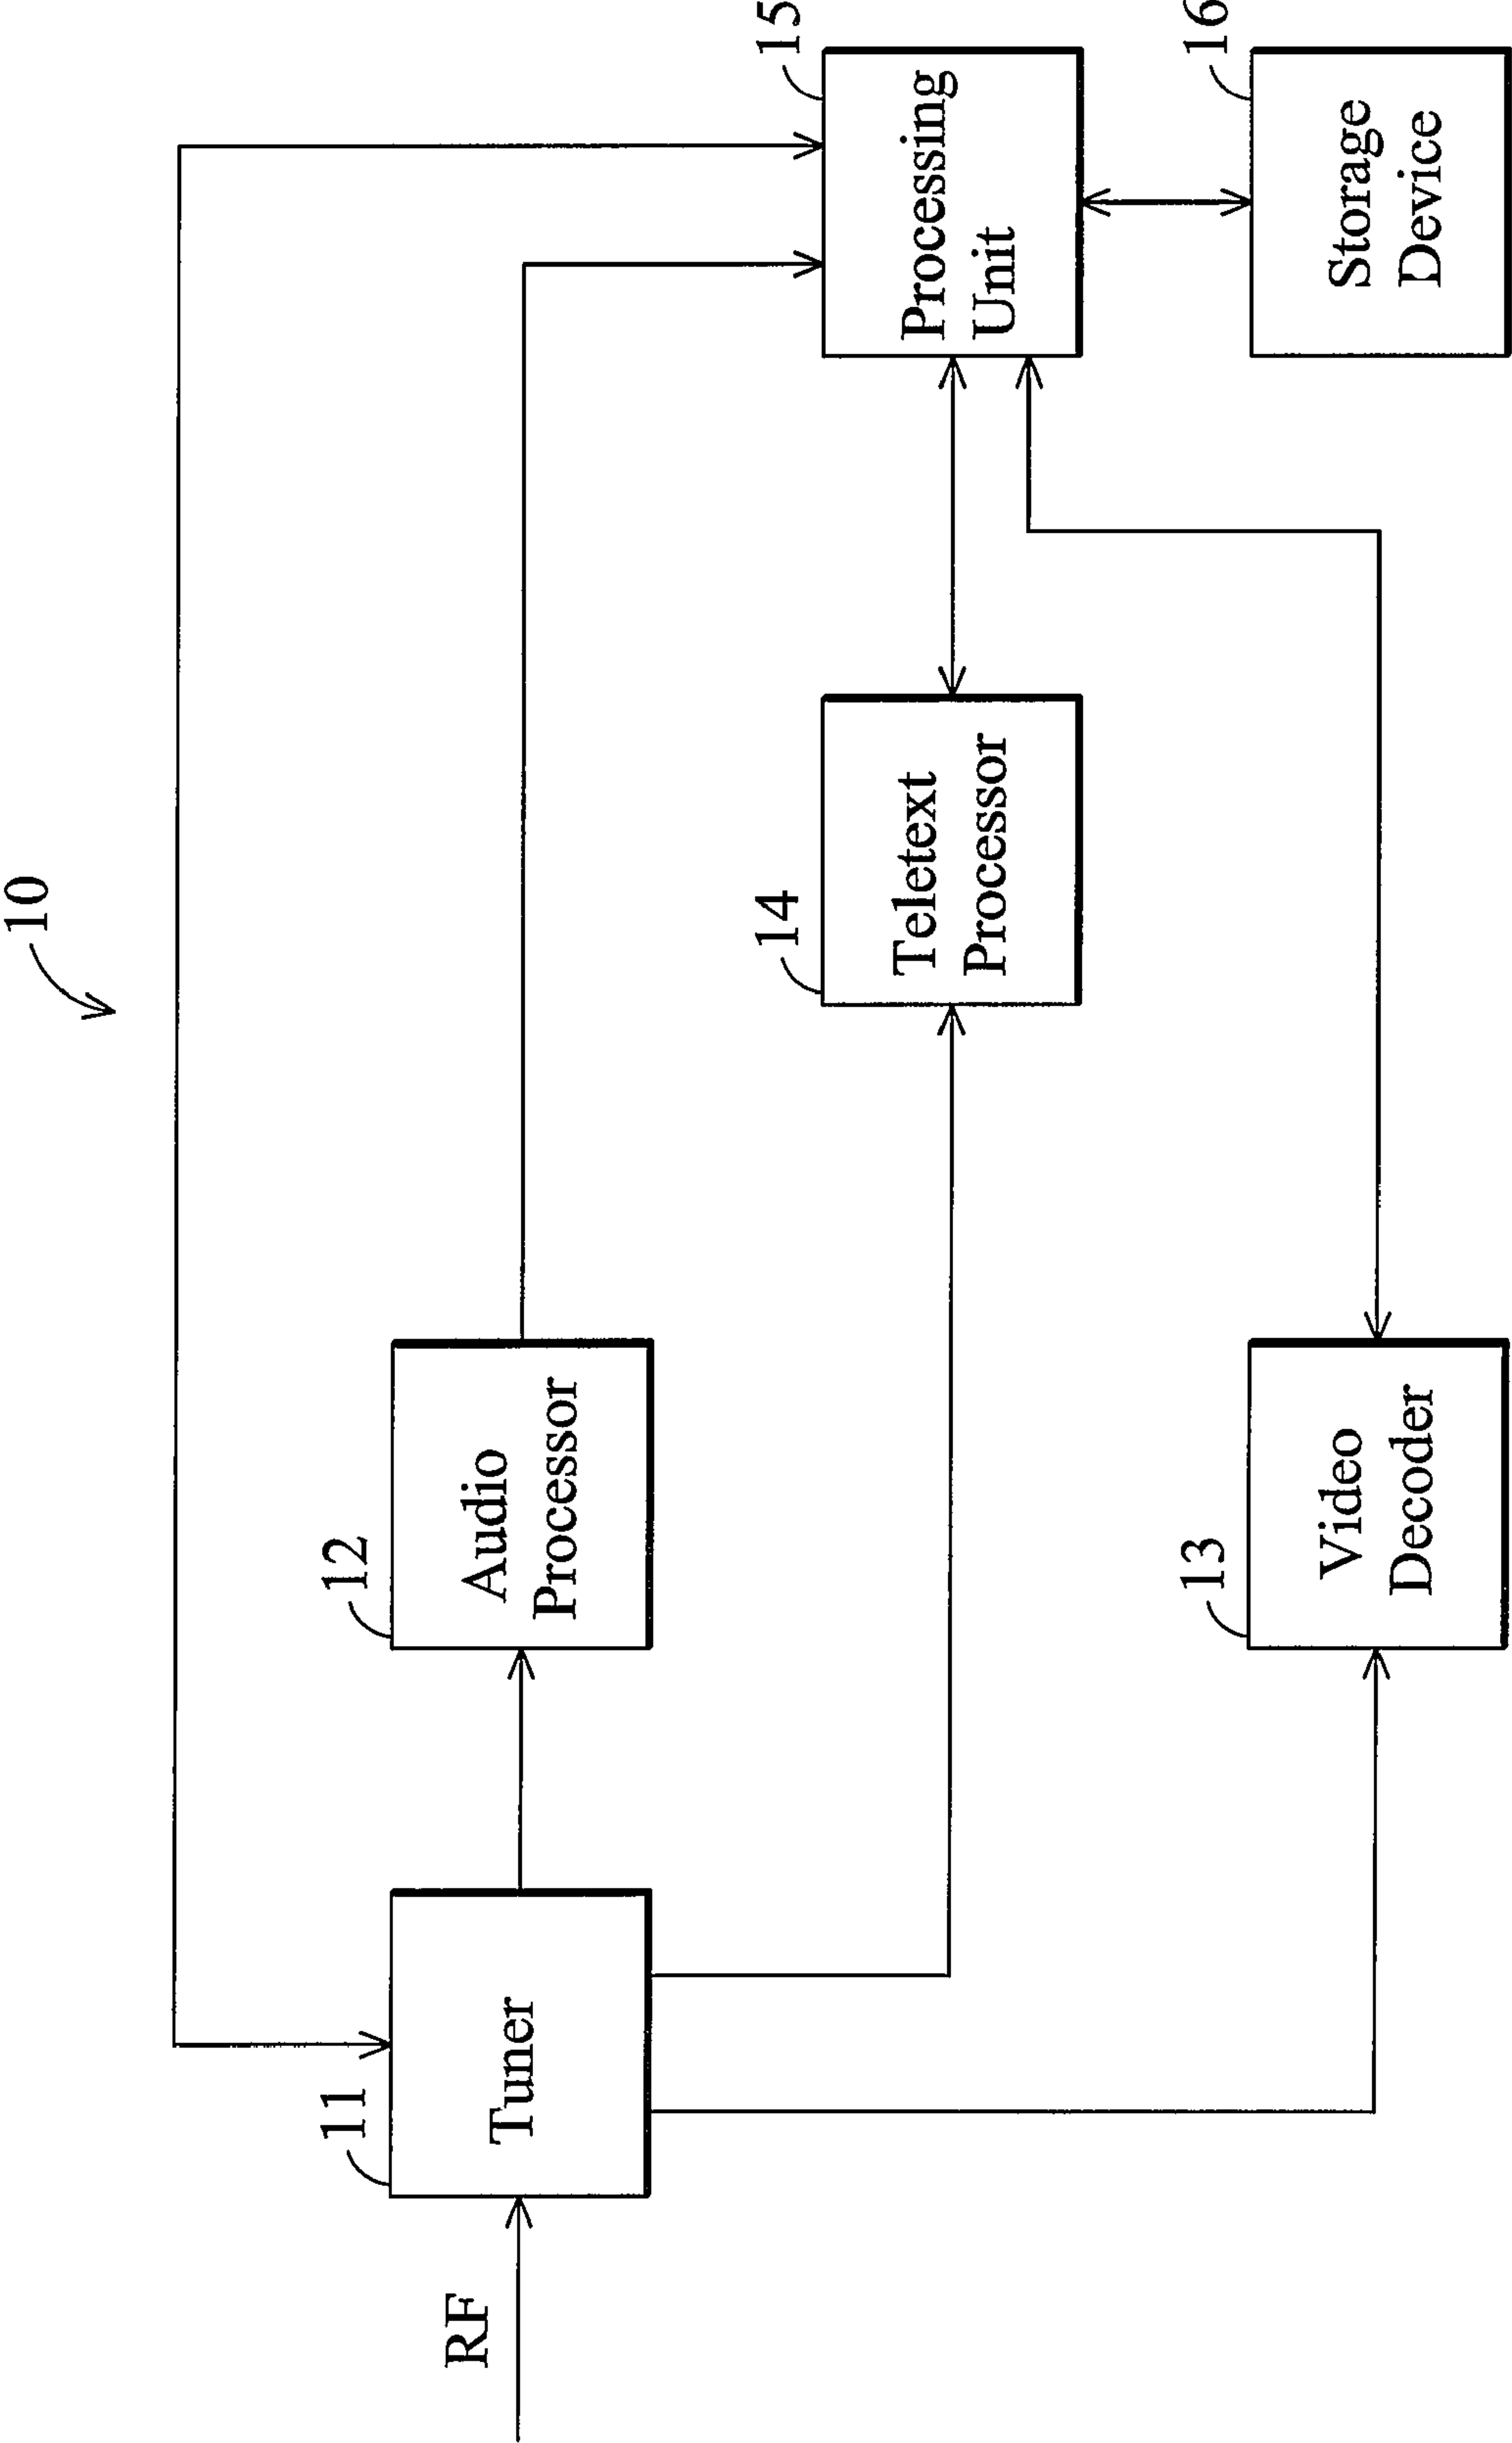 10
RF
11
Tuner
12
Audio
Processor
13
Video
Decoder
14
Teletext
Processor
15
Processing
Unit
16
Storage
Device